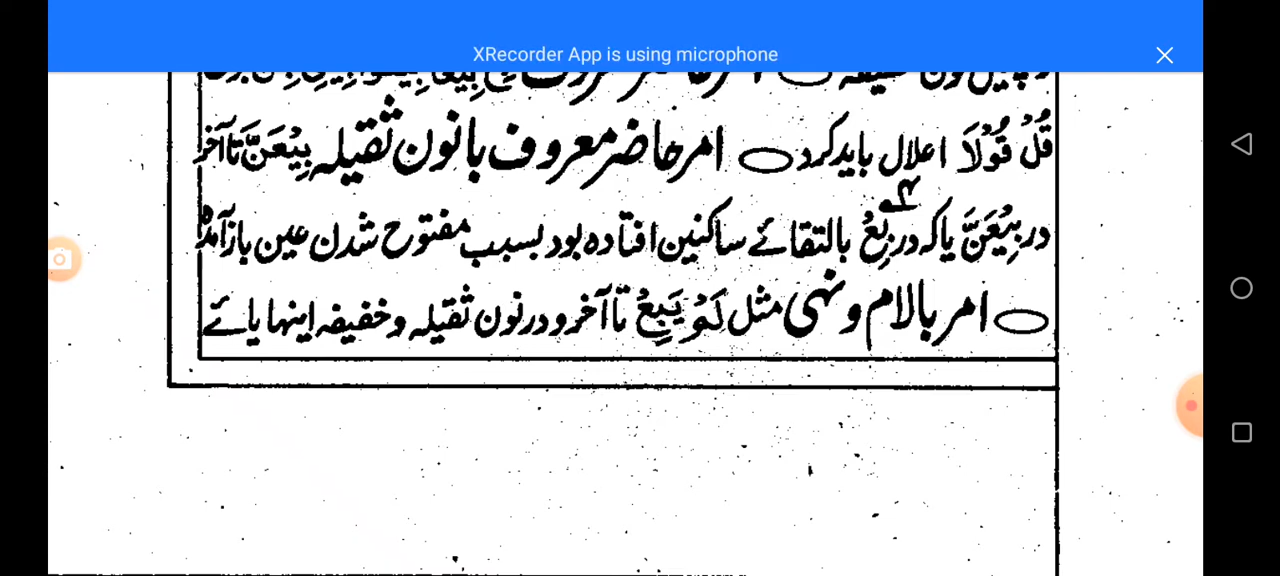 XRecorder App is using microphone
قُلْ قُوْلَا اعلال باید کرد ○ امر حاضر معروف با نون ثقیلہ بِیْعَنَّ تا آخر
در بِیْعَنَّ یا کہ در بِعْ بالتقائے ساکنین افتادہ بود بسبب مفتوح شدن عین باز آمد
○ امر بالام و نہی مثل لَمْ یَبِعْ تا آخر و در نون ثقیلہ و خفیفہ اینہا یائے